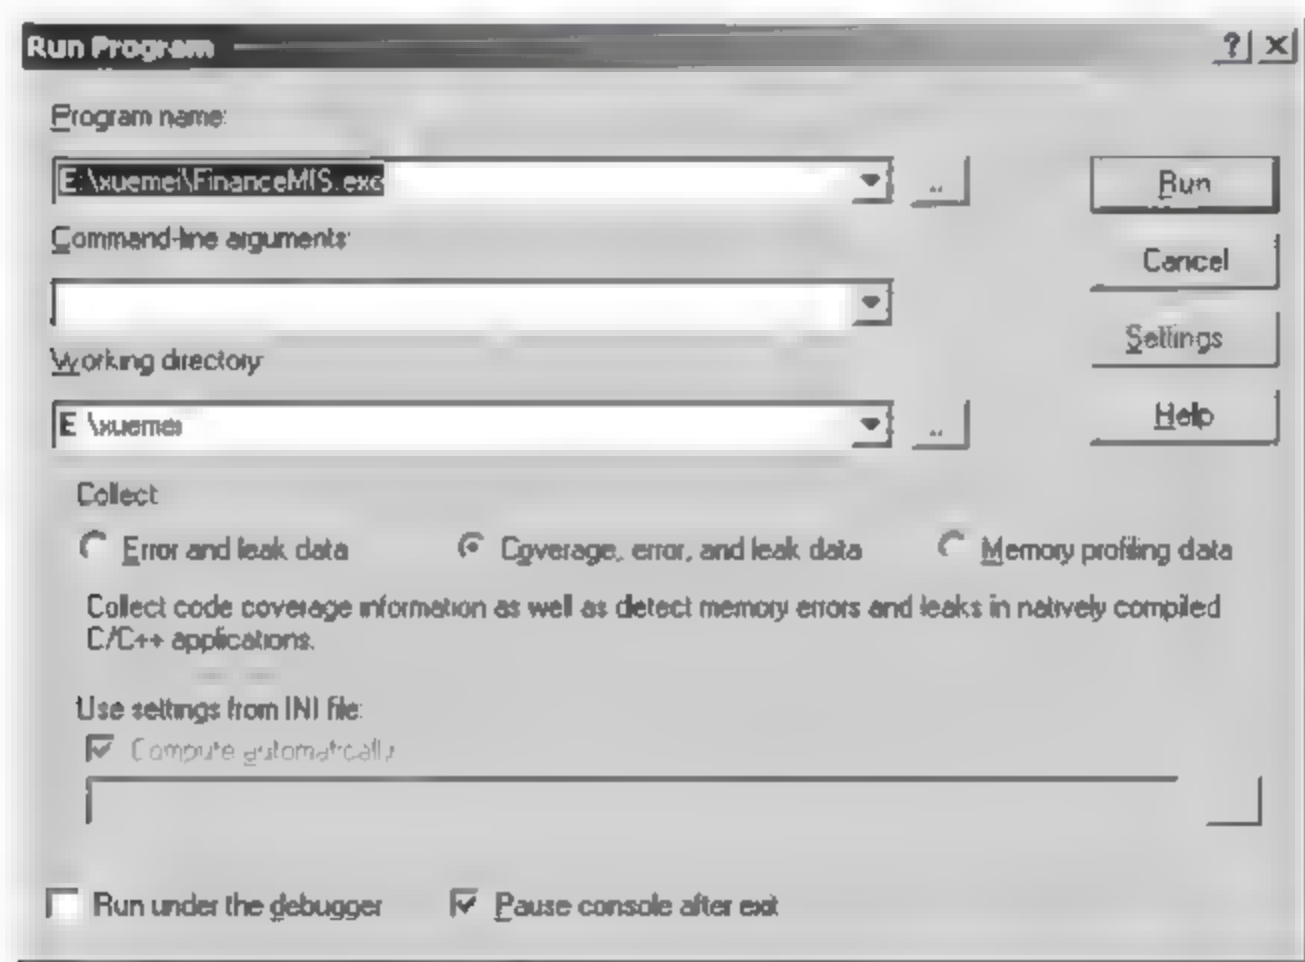 Run Program
Program name:
E:\xuemei\FinanceMIS.exe
..
Run
Command-line arguments:
Cancel
Working directory
Settings
E:\xuemei
..
Help
Collect
Error and leak data
Coverage, error, and leak data
Memory profiling data
Collect code coverage information as well as detect memory errors and leaks in natively compiled
C/C++ applications.
Use settings from INI file:
Compute automatically
Run under the debugger
Pause console after exit